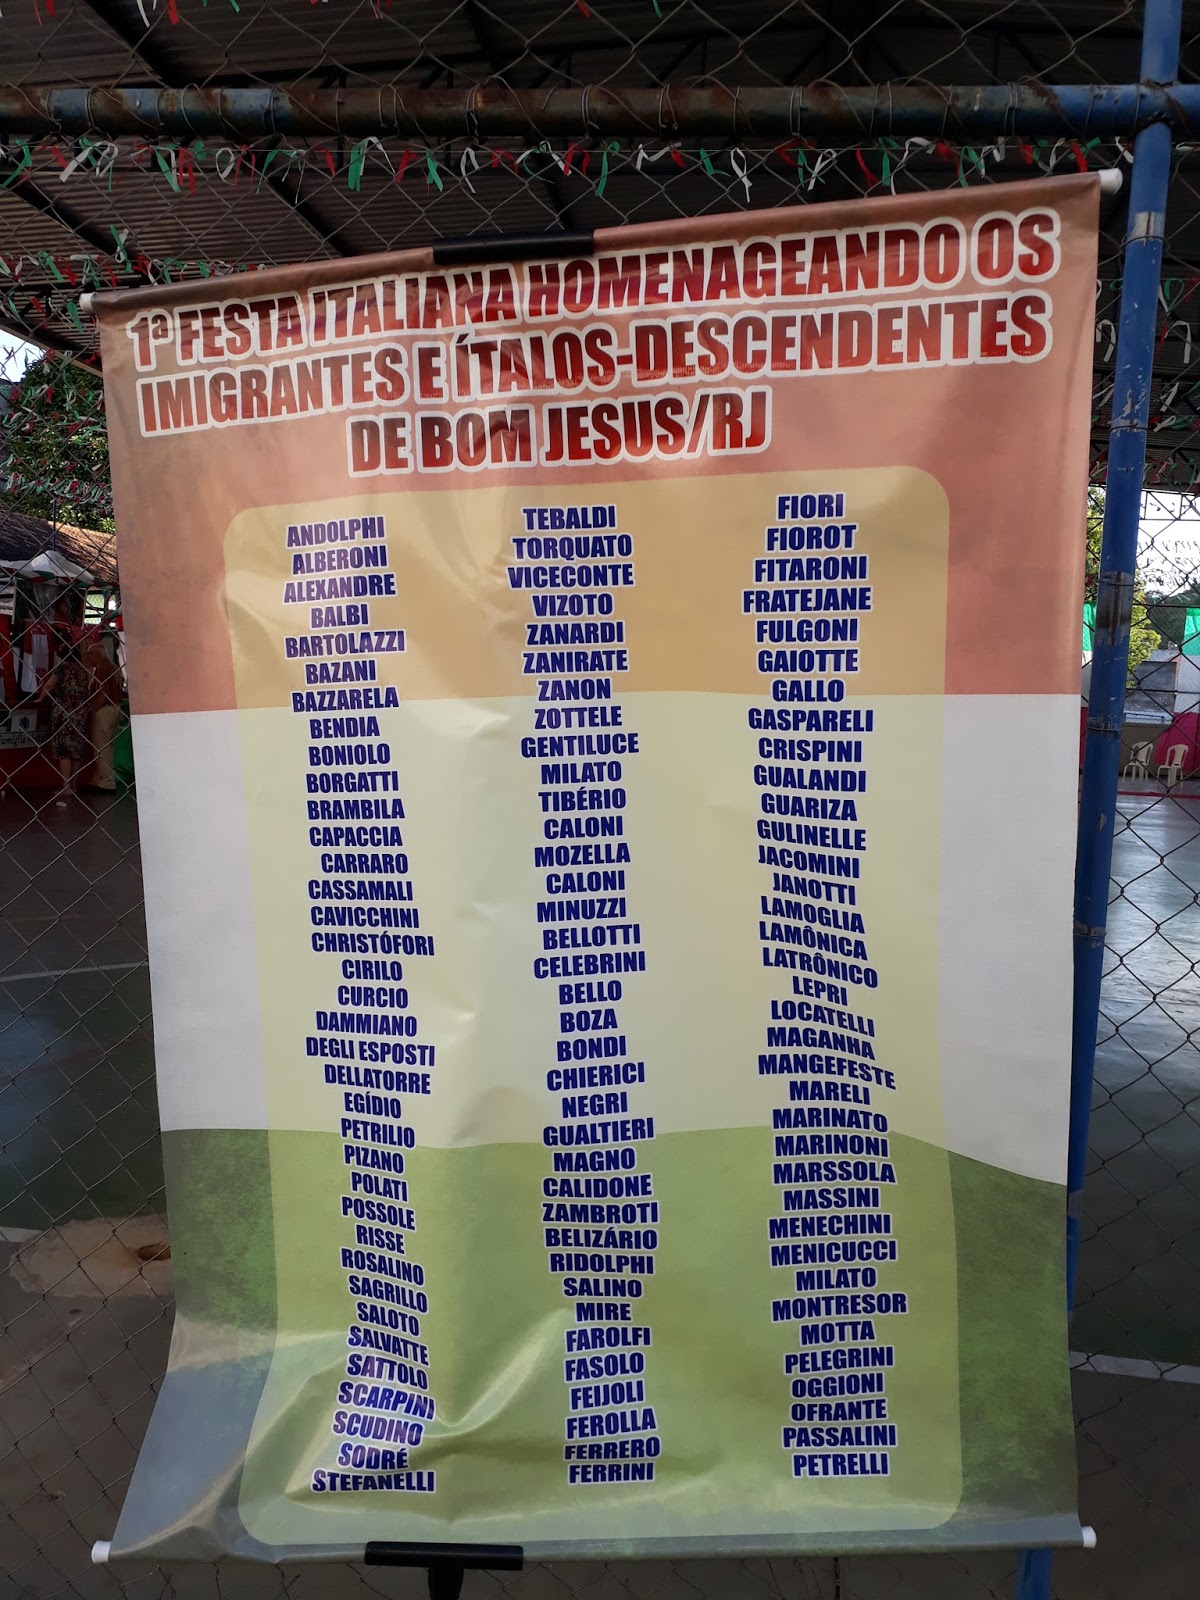 1ª FESTA ITALIANA HOMENAGEANDO OS
IMIGRANTES E ÍTALOS-DESCENDENTES
DE BOM JESUS/RJ
ANDOLPHI
ALBERONI
ALEXANDRE
BALBI
BARTOLAZZI
BAZANI
BAZZARELA
BENDIA
BONIOLO
BORGATTI
BRAMBILA
CAPACCIA
CARRARO
CASSAMALI
CAVICCHINI
CHRISTÓFORI
CIRILO
CURCIO
DAMMIANO
DEGLI ESPOSTI
DELLATORRE
EGÍDIO
PETRILIO
PIZANO
POLATI
POSSOLE
RISSE
ROSALINO
SAGRILLO
SALOTO
SALVATTE
SATTOLO
SCARPINI
SCUDINO
SODRÉ
STEFANELLI
TEBALDI
TORQUATO
VICECONTE
VIZOTO
ZANARDI
ZANIRATE
ZANON
ZOTTELE
GENTILUCE
MILATO
TIBÉRIO
CALONI
MOZELLA
CALONI
MINUZZI
BELLOTTI
CELEBRINI
BELLO
BOZA
BONDI
CHIERICI
NEGRI
GUALTIERI
MAGNO
CALIDONE
ZAMBROTI
BELIZÁRIO
RIDOLPHI
SALINO
MIRE
FAROLFI
FASOLO
FEIJOLI
FEROLLA
FERRERO
FERRINI
FIORI
FIOROT
FITARONI
FRATEJANE
FULGONI
GAIOTTE
GALLO
GASPARELI
CRISPINI
GUALANDI
GUARIZA
GULINELLE
JACOMINI
JANOTTI
LAMOGLIA
LAMÔNICA
LATRÔNICO
LEPRI
LOCATELLI
MAGANHA
MANGEFESTE
MARELI
MARINATO
MARINONI
MARSSOLA
MASSINI
MENECHINI
MENICUCCI
MILATO
MONTRESOR
MOTTA
PELEGRINI
OGGIONI
OFRANTE
PASSALINI
PETRELLI